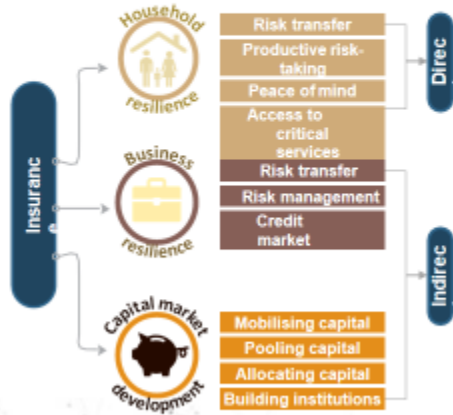 Insuranc
e
Household
resilience
Risk transfer
Productive risk-
taking
Peace of mind
Access to
critical
services
Direc
Business
resilience
Risk transfer
Risk management
Credit
market
Indirec
Capital market
development
Mobilising capital
Pooling capital
Allocating capital
Building institutions